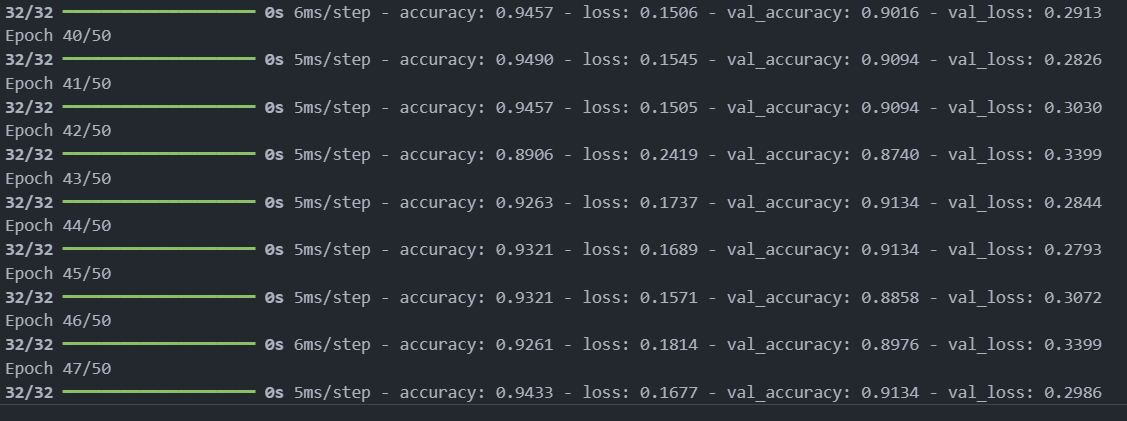 32/32 ━━━━━━━━━━━━━━━━━━━━ 0s 6ms/step - accuracy: 0.9457 - loss: 0.1506 - val_accuracy: 0.9016 - val_loss: 0.2913
Epoch 40/50
32/32 ━━━━━━━━━━━━━━━━━━━━ 0s 5ms/step - accuracy: 0.9490 - loss: 0.1545 - val_accuracy: 0.9094 - val_loss: 0.2826
Epoch 41/50
32/32 ━━━━━━━━━━━━━━━━━━━━ 0s 5ms/step - accuracy: 0.9457 - loss: 0.1505 - val_accuracy: 0.9094 - val_loss: 0.3030
Epoch 42/50
32/32 ━━━━━━━━━━━━━━━━━━━━ 0s 5ms/step - accuracy: 0.8906 - loss: 0.2419 - val_accuracy: 0.8740 - val_loss: 0.3399
Epoch 43/50
32/32 ━━━━━━━━━━━━━━━━━━━━ 0s 5ms/step - accuracy: 0.9263 - loss: 0.1737 - val_accuracy: 0.9134 - val_loss: 0.2844
Epoch 44/50
32/32 ━━━━━━━━━━━━━━━━━━━━ 0s 5ms/step - accuracy: 0.9321 - loss: 0.1689 - val_accuracy: 0.9134 - val_loss: 0.2793
Epoch 45/50
32/32 ━━━━━━━━━━━━━━━━━━━━ 0s 5ms/step - accuracy: 0.9321 - loss: 0.1571 - val_accuracy: 0.8858 - val_loss: 0.3072
Epoch 46/50
32/32 ━━━━━━━━━━━━━━━━━━━━ 0s 6ms/step - accuracy: 0.9261 - loss: 0.1814 - val_accuracy: 0.8976 - val_loss: 0.3399
Epoch 47/50
32/32 ━━━━━━━━━━━━━━━━━━━━ 0s 5ms/step - accuracy: 0.9433 - loss: 0.1677 - val_accuracy: 0.9134 - val_loss: 0.2986